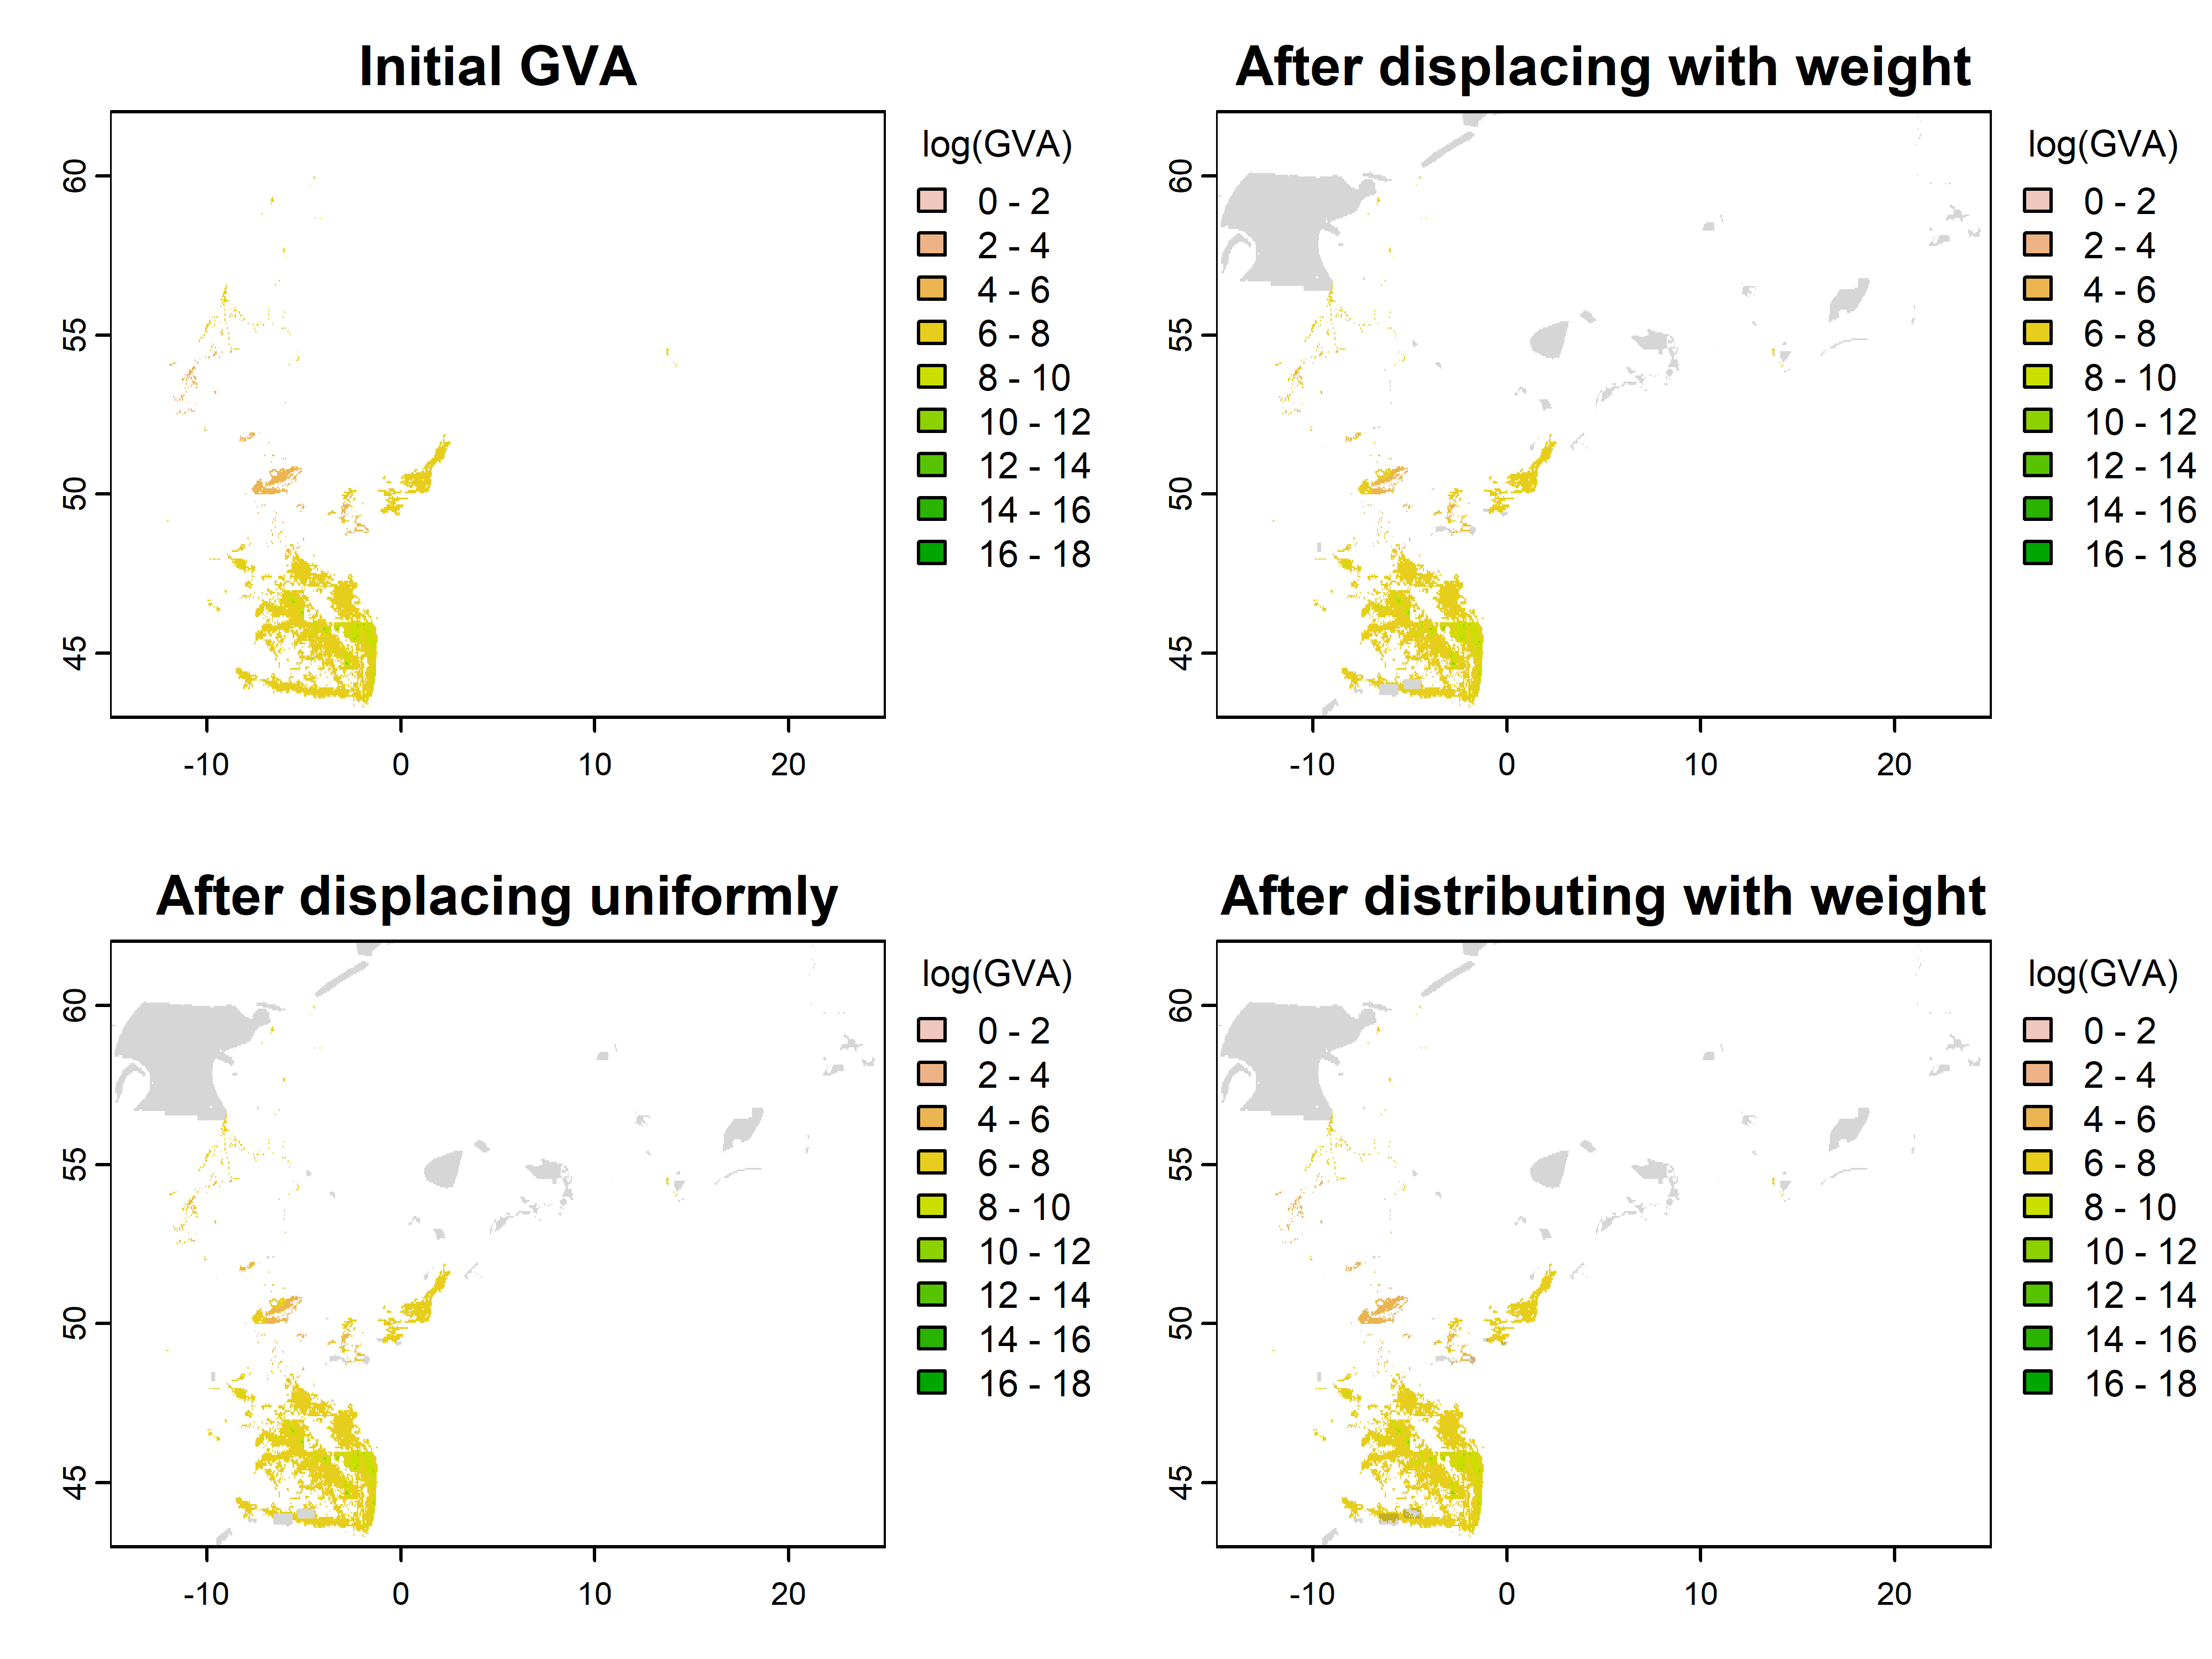 Initial GVA
60
55
50
45
-10
0
10
20
log(GVA)
0 - 2
2 - 4
4 - 6
6 - 8
8 - 10
10 - 12
12 - 14
14 - 16
16 - 18
After displacing with weight
60
55
50
45
-10
0
10
20
log(GVA)
0 - 2
2 - 4
4 - 6
6 - 8
8 - 10
10 - 12
12 - 14
14 - 16
16 - 18
After displacing uniformly
60
55
50
45
-10
0
10
20
log(GVA)
0 - 2
2 - 4
4 - 6
6 - 8
8 - 10
10 - 12
12 - 14
14 - 16
16 - 18
After distributing with weight
60
55
50
45
-10
0
10
20
log(GVA)
0 - 2
2 - 4
4 - 6
6 - 8
8 - 10
10 - 12
12 - 14
14 - 16
16 - 18